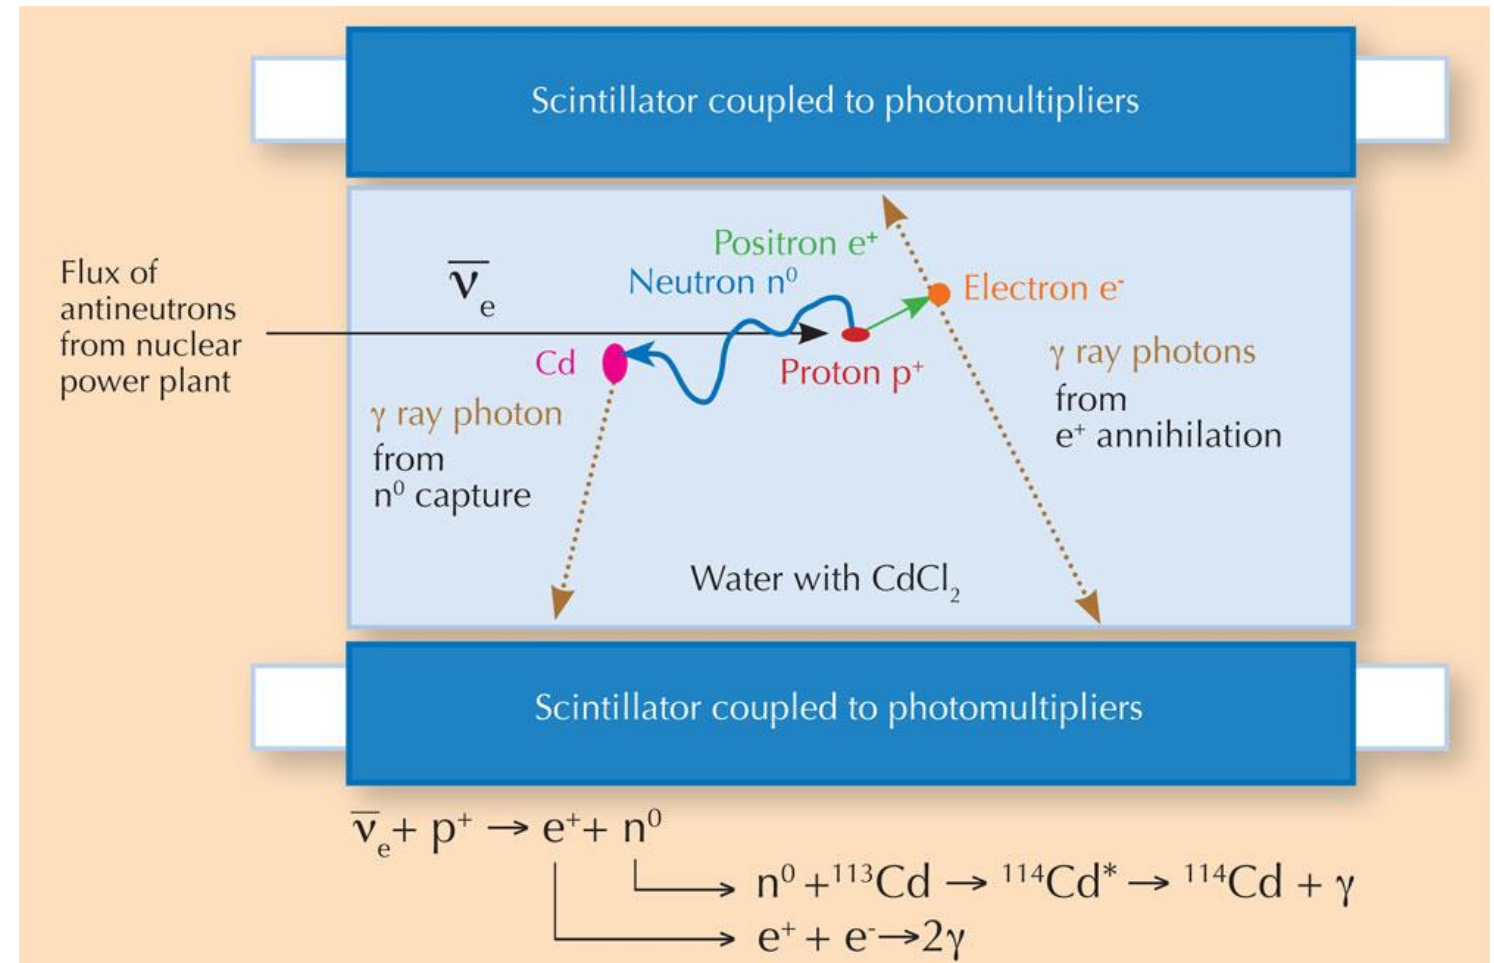 Scintillator coupled to photomultipliers
Flux of
antineutrons
from nuclear
power plant
ν̅ₑ
Positron e⁺
Neutron n⁰
Electron e⁻
Cd
Proton p⁺
γ ray photon
from
n⁰ capture
γ ray photons
from
e⁺ annihilation
Water with CdCl₂
Scintillator coupled to photomultipliers
ν̅ₑ + p⁺ → e⁺ + n⁰
n⁰ + ¹¹³Cd → ¹¹⁴Cd* → ¹¹⁴Cd + γ
e⁺ + e⁻ → 2γ